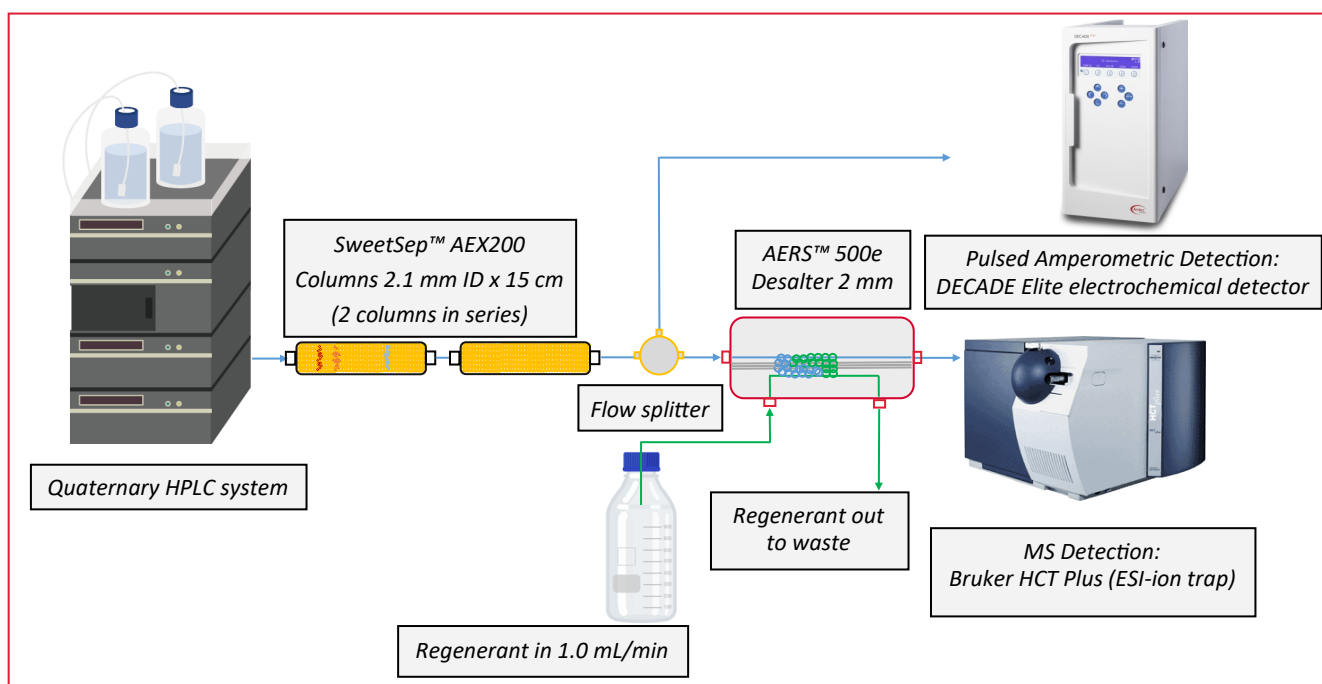 SweetSep™ AEX200
Columns 2.1 mm ID x 15 cm
(2 columns in series)
AERS™ 500e
Desalter 2 mm
Pulsed Amperometric Detection:
DECADE Elite electrochemical detector
Flow splitter
Quaternary HPLC system
Regenerant out
to waste
MS Detection:
Bruker HCT Plus (ESI-ion trap)
Regenerant in 1.0 mL/min